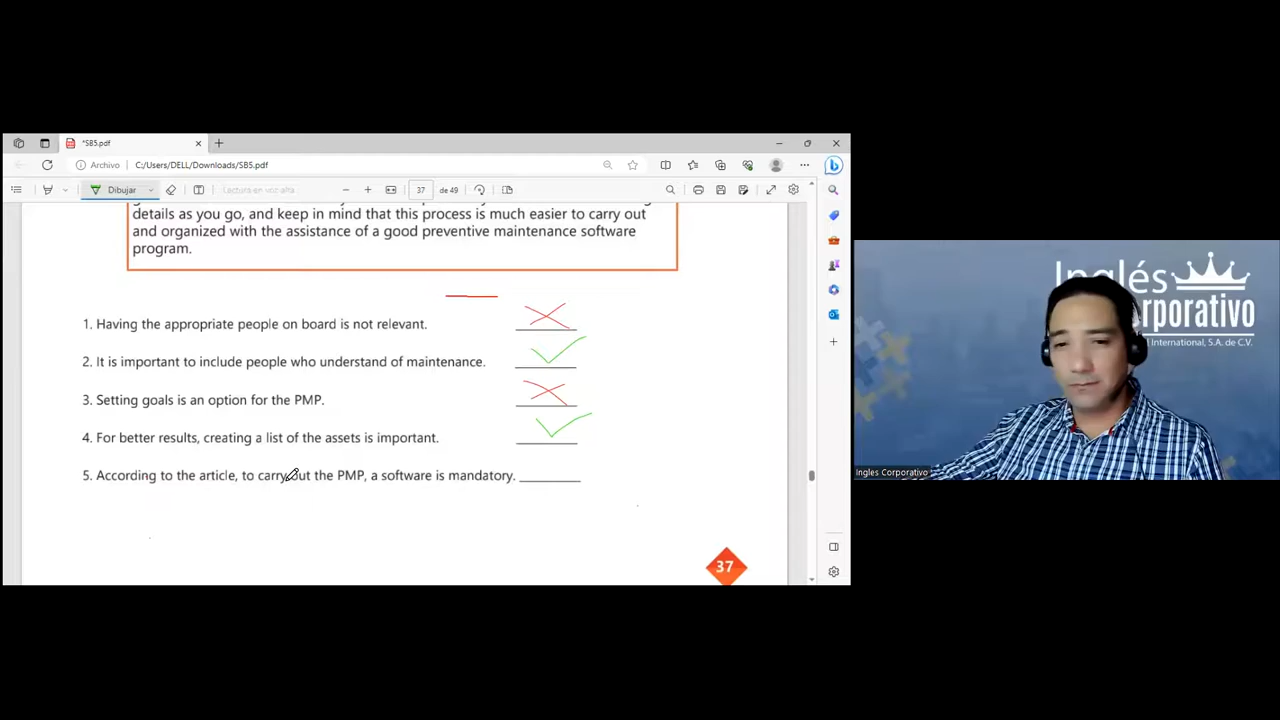 *SB5.pdf
Archivo
C:/Users/DELL/Downloads/SB5.pdf
Dibujar
Lectura en voz alta
37
de 49
details as you go, and keep in mind that this process is much easier to carry out
and organized with the assistance of a good preventive maintenance software
program.
1. Having the appropriate people on board is not relevant.
2. It is important to include people who understand of maintenance.
3. Setting goals is an option for the PMP.
4. For better results, creating a list of the assets is important.
5. According to the article, to carry out the PMP, a software is mandatory.
37
Inglés
orporativo
International, S.A. de C.V.
Ingles Corporativo